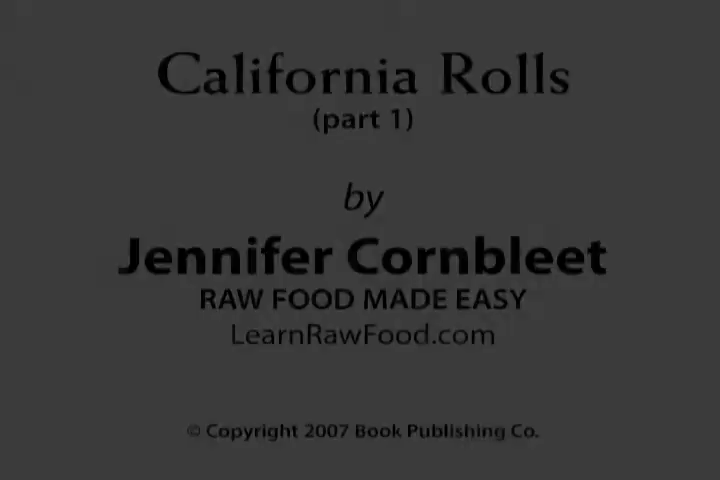 California Rolls
(part 1)
by
Jennifer Cornbleet
RAW FOOD MADE EASY
LearnRawFood.com
© Copyright 2007 Book Publishing Co.